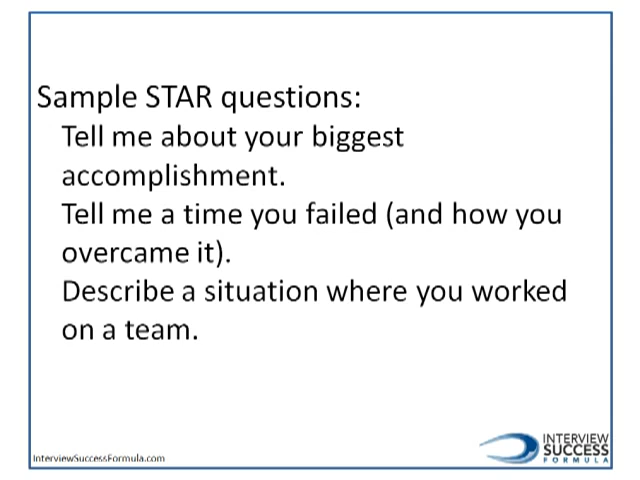 Sample STAR questions:
Tell me about your biggest
accomplishment.
Tell me a time you failed (and how you
overcame it).
Describe a situation where you worked
on a team.
InterviewSuccessFormula.com
INTERVIEW
SUCCESS
FORMULA